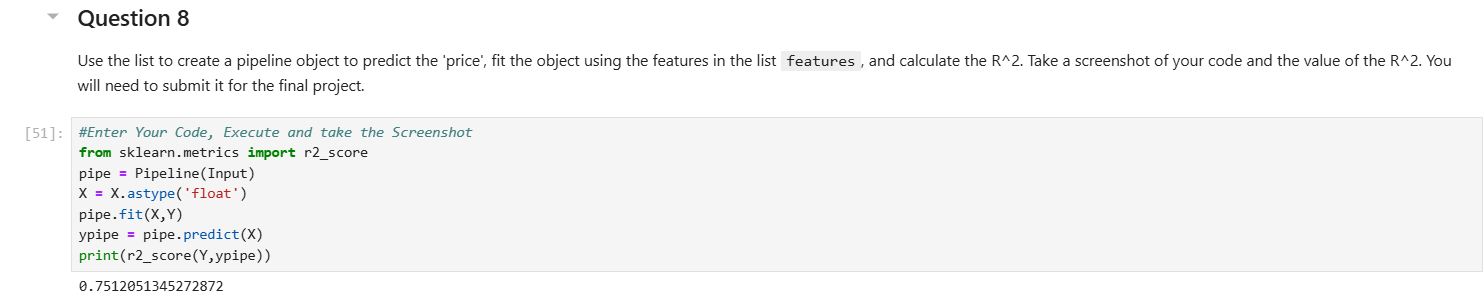 Question 8
Use the list to create a pipeline object to predict the 'price', fit the object using the features in the list features , and calculate the R^2. Take a screenshot of your code and the value of the R^2. You
will need to submit it for the final project.
[51]: #Enter Your Code, Execute and take the Screenshot
from sklearn.metrics import r2_score
pipe = Pipeline(Input)
X = X.astype('float')
pipe.fit(X,Y)
ypipe = pipe.predict(X)
print(r2_score(Y,ypipe))
0.7512051345272872